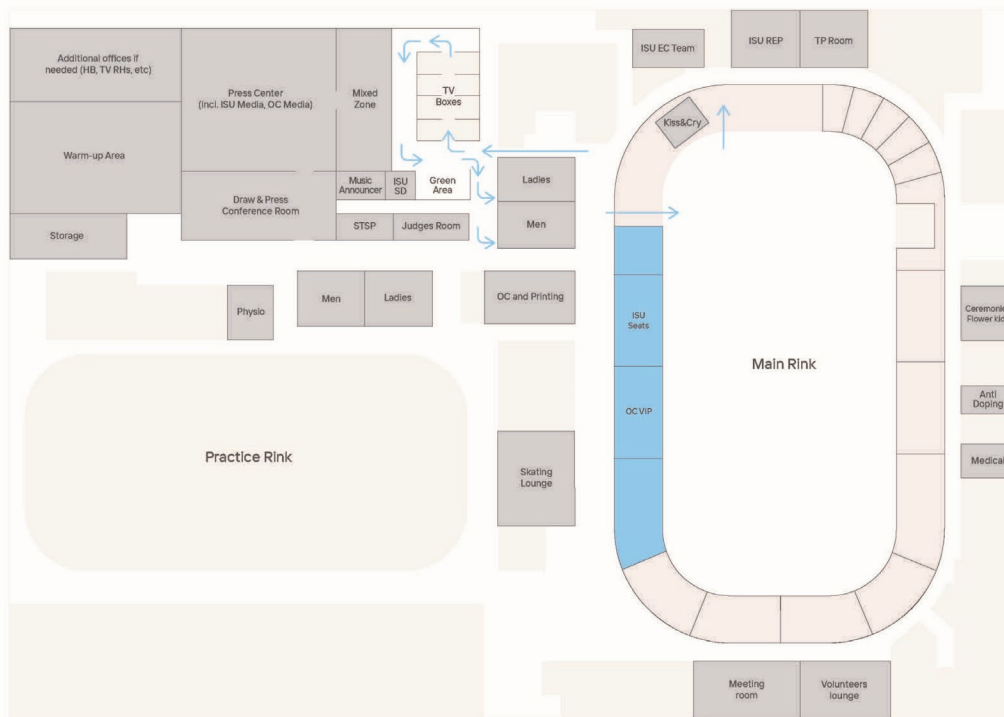 Additional offices if
needed (HB, TV RHs, etc)
Press Center
(incl. ISU Media, OC Media)
Mixed
Zone
TV
Boxes
Warm-up Area
Music
Announcer
ISU
SD
Green
Area
Draw & Press
Conference Room
STSP
Judges Room
Storage
Ladies
Men
ISU EC Team
ISU REP
TP Room
Kiss&Cry
Physio
Men
Ladies
OC and Printing
ISU
Seats
OC VIP
Main Rink
Practice Rink
Skating
Lounge
Ceremonie
Flower kid
Anti
Doping
Medical
Meeting
room
Volunteers
lounge